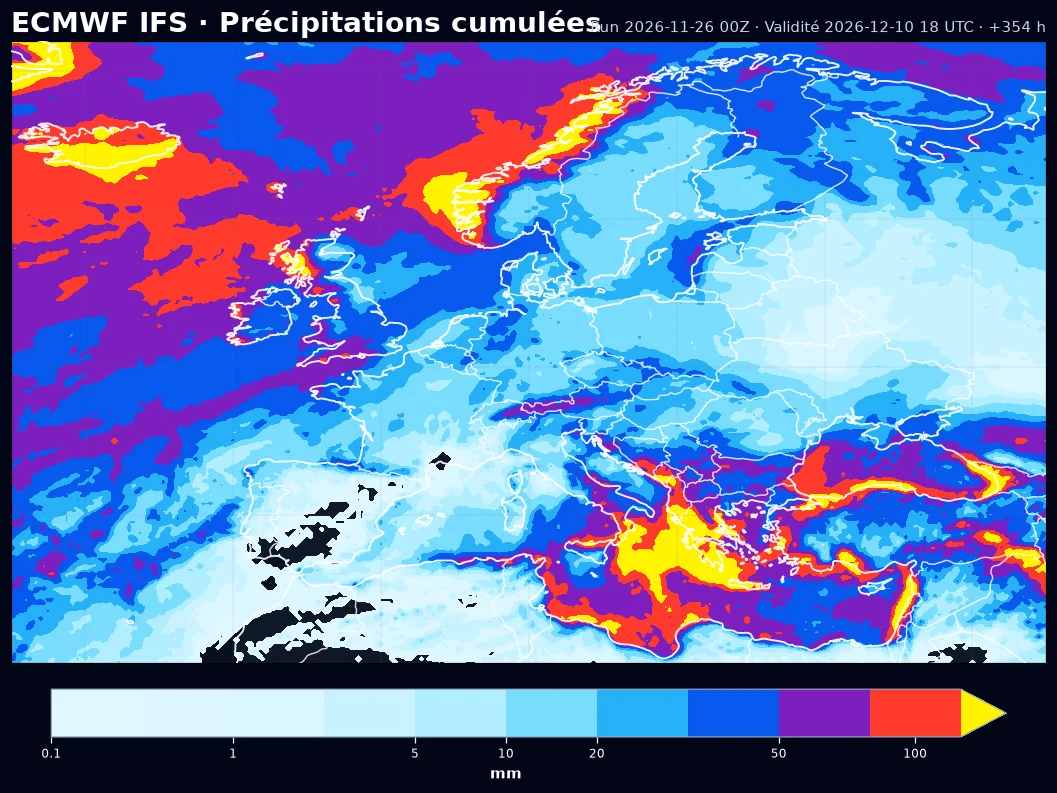 ECMWF IFS · Précipitations cumulées
Run 2026-11-26 00Z · Validité 2026-12-10 18 UTC · +354 h
0.1 1 5 10 20 50 100
mm